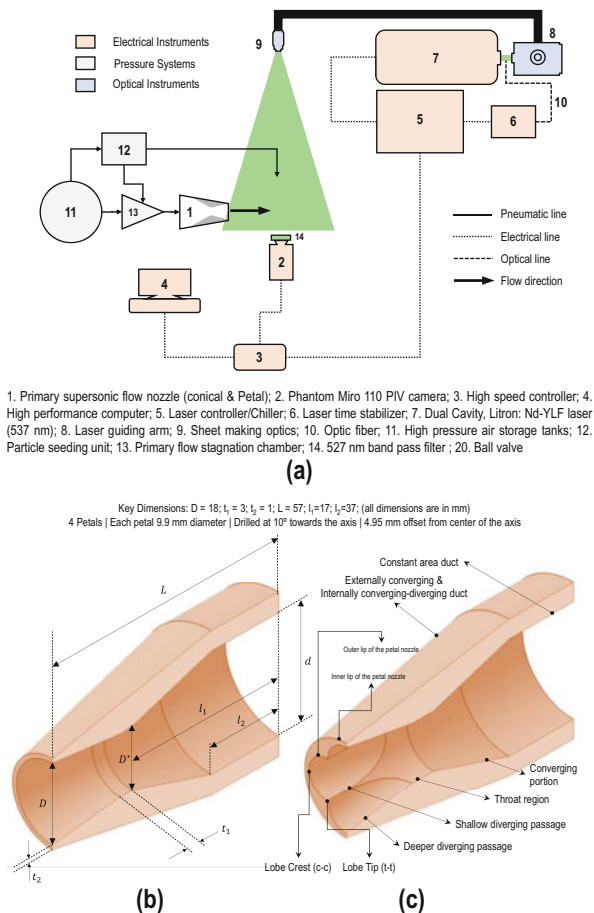 Electrical Instruments
Pressure Systems
Optical Instruments
9
8
7
10
5
6
12
11
13
1
14
2
4
3
Pneumatic line
Electrical line
Optical line
Flow direction
1. Primary supersonic flow nozzle (conical & Petal); 2. Phantom Miro 110 PIV camera; 3. High speed controller; 4.
High performance computer; 5. Laser controller/Chiller; 6. Laser time stabilizer; 7. Dual Cavity, Litron: Nd-YLF laser
(537 nm); 8. Laser guiding arm; 9. Sheet making optics; 10. Optic fiber; 11. High pressure air storage tanks; 12.
Particle seeding unit; 13. Primary flow stagnation chamber; 14. 527 nm band pass filter ; 20. Ball valve
(a)
Key Dimensions: D = 18; t₁ = 3; t₂ = 1; L = 57; l₁=17; l₂=37; (all dimensions are in mm)
4 Petals | Each petal 9.9 mm diameter | Drilled at 10° towards the axis | 4.95 mm offset from center of the axis
L
d
l₁
l₂
D*
D
t₁
t₂
(b)
Constant area duct
Externally converging &
Internally converging-diverging duct
Outer lip of the petal nozzle
Inner lip of the petal nozzle
Converging
portion
Throat region
Shallow diverging passage
Deeper diverging passage
Lobe Crest (c-c)
Lobe Tip (t-t)
(c)